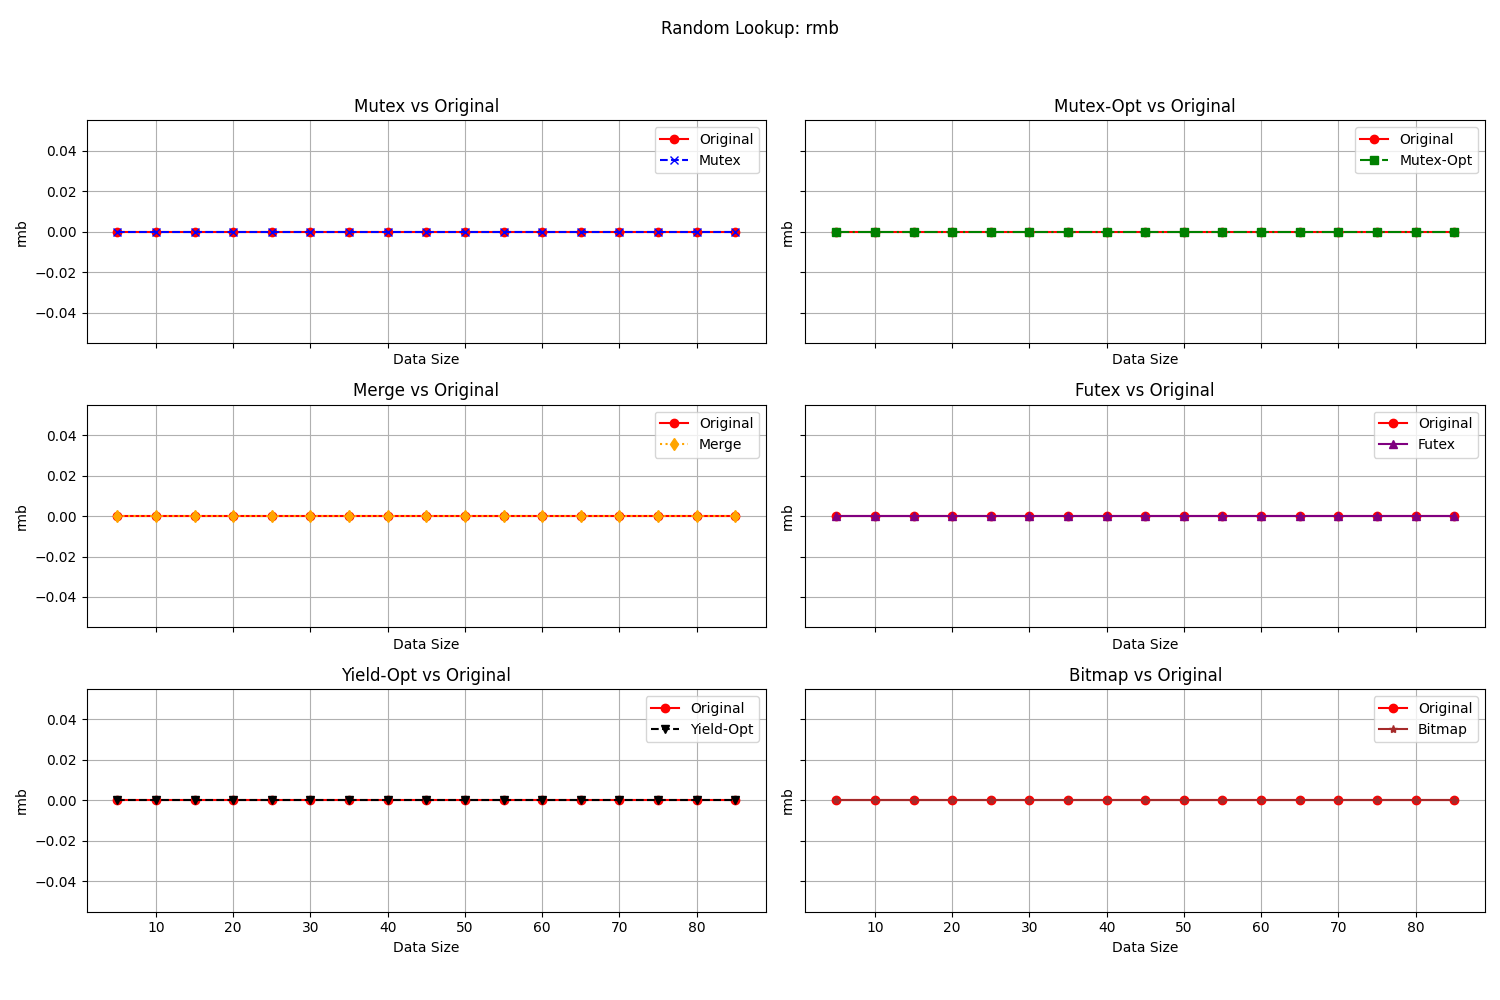 Random Lookup: rmb
Mutex vs Original
Original
Mutex
0.04
0.02
0.00
−0.02
−0.04
rmb
Data Size
Mutex-Opt vs Original
Original
Mutex-Opt
rmb
Data Size
Merge vs Original
Original
Merge
0.04
0.02
0.00
−0.02
−0.04
rmb
Data Size
Futex vs Original
Original
Futex
rmb
Data Size
Yield-Opt vs Original
Original
Yield-Opt
0.04
0.02
0.00
−0.02
−0.04
rmb
10 20 30 40 50 60 70 80
Data Size
Bitmap vs Original
Original
Bitmap
rmb
10 20 30 40 50 60 70 80
Data Size